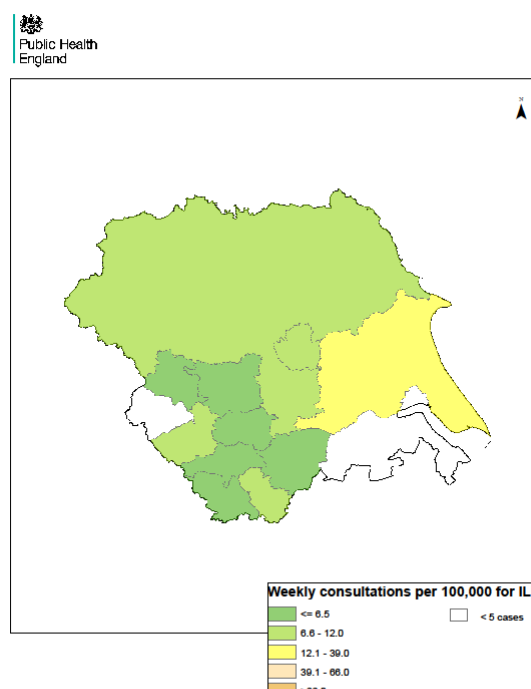 Public Health
England
N
Weekly consultations per 100,000 for IL
<= 6.5
< 5 cases
6.6 - 12.0
12.1 - 39.0
39.1 - 66.0